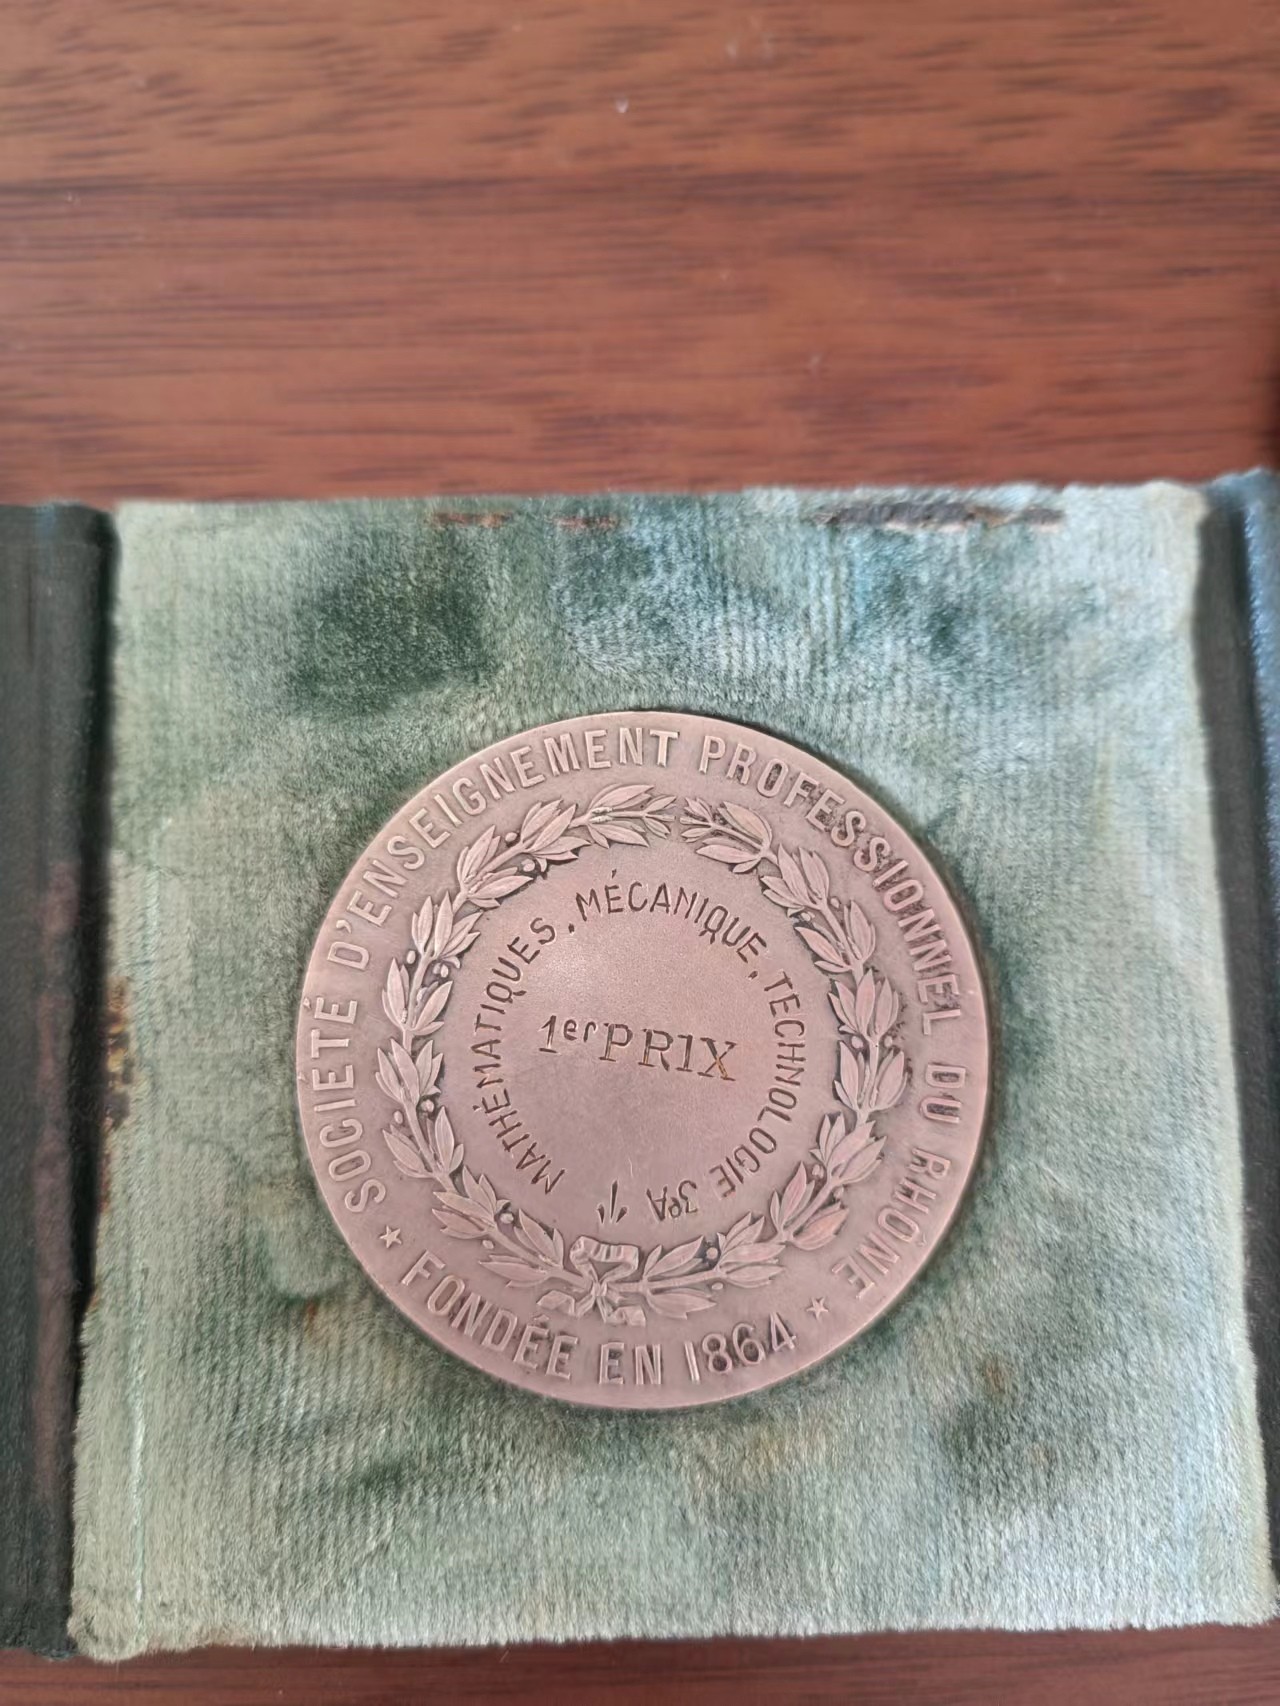 SOCIÉTÉ D'ENSEIGNEMENT PROFESSIONNEL DU RHÔNE
★ FONDÉE EN 1864 ★
MATHÉMATIQUES. MÉCANIQUE. TECHNOLOGIE 3eA
1er PRIX